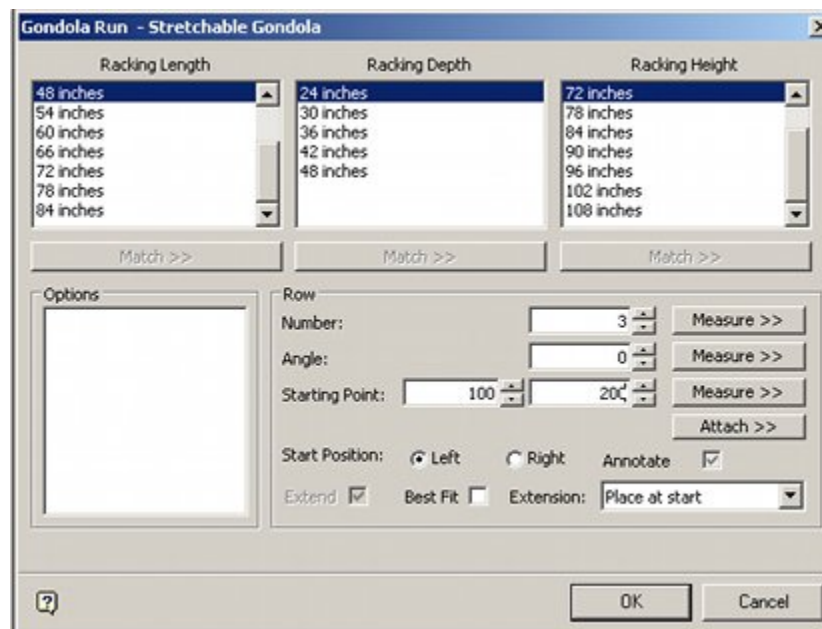 Gondola Run - Stretchable Gondola
Racking Length
48 inches
54 inches
60 inches
66 inches
72 inches
78 inches
84 inches
Match >>
Racking Depth
24 inches
30 inches
36 inches
42 inches
48 inches
Match >>
Racking Height
72 inches
78 inches
84 inches
90 inches
96 inches
102 inches
108 inches
Match >>
Options
Row
Number: 3 Measure >>
Angle: 0 Measure >>
Starting Point: 100 200 Measure >>
Attach >>
Start Position: Left Right Annotate
Extend Best Fit Extension: Place at start
? OK Cancel